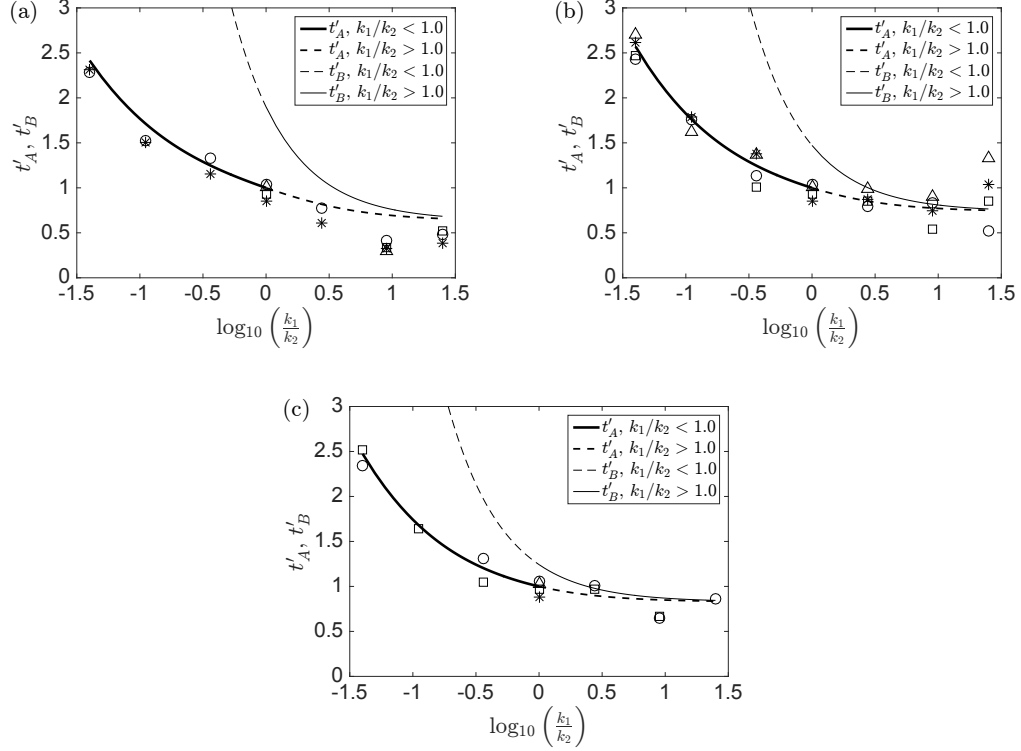 (a)
3
2.5
2
1.5
1
0.5
0
t′A, t′B
-1.5 -1 -0.5 0 0.5 1 1.5
log10 (k1/k2)
t′A, k1/k2 < 1.0
t′A, k1/k2 > 1.0
t′B, k1/k2 < 1.0
t′B, k1/k2 > 1.0
(b)
3
2.5
2
1.5
1
0.5
0
t′A, t′B
-1.5 -1 -0.5 0 0.5 1 1.5
log10 (k1/k2)
t′A, k1/k2 < 1.0
t′A, k1/k2 > 1.0
t′B, k1/k2 < 1.0
t′B, k1/k2 > 1.0
(c)
3
2.5
2
1.5
1
0.5
0
t′A, t′B
-1.5 -1 -0.5 0 0.5 1 1.5
log10 (k1/k2)
t′A, k1/k2 < 1.0
t′A, k1/k2 > 1.0
t′B, k1/k2 < 1.0
t′B, k1/k2 > 1.0